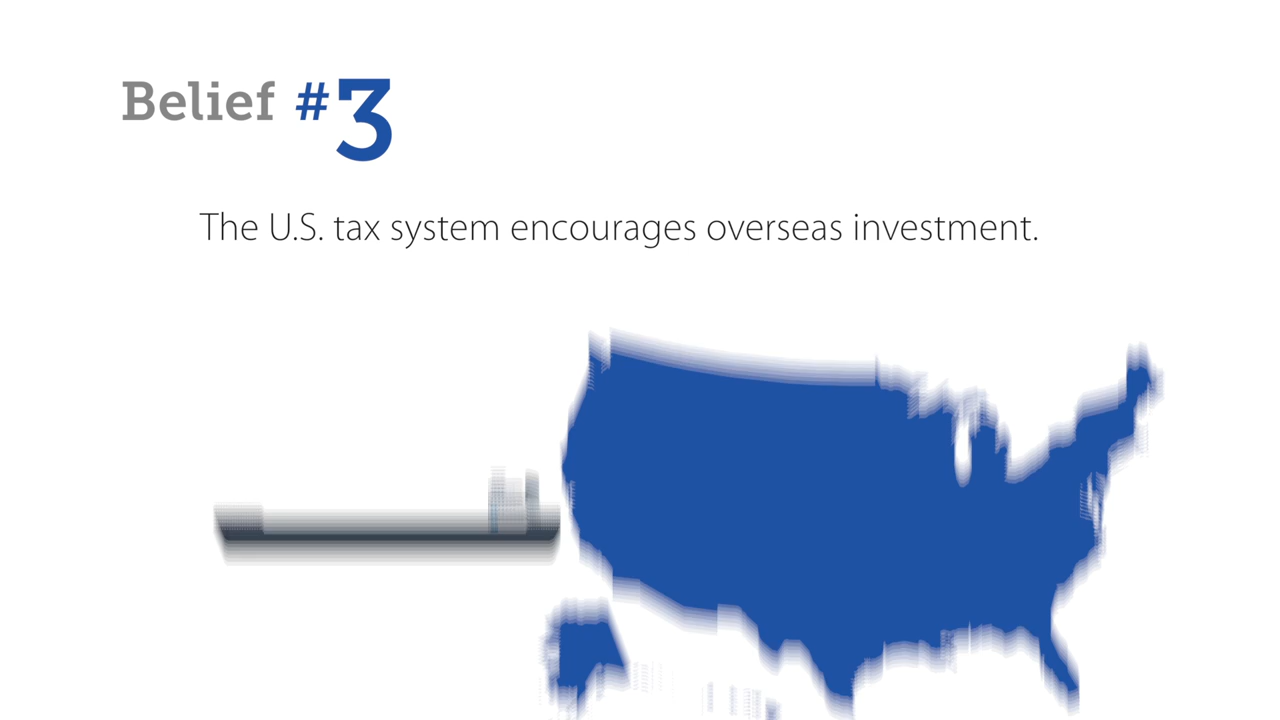 Belief #3
The U.S. tax system encourages overseas investment.